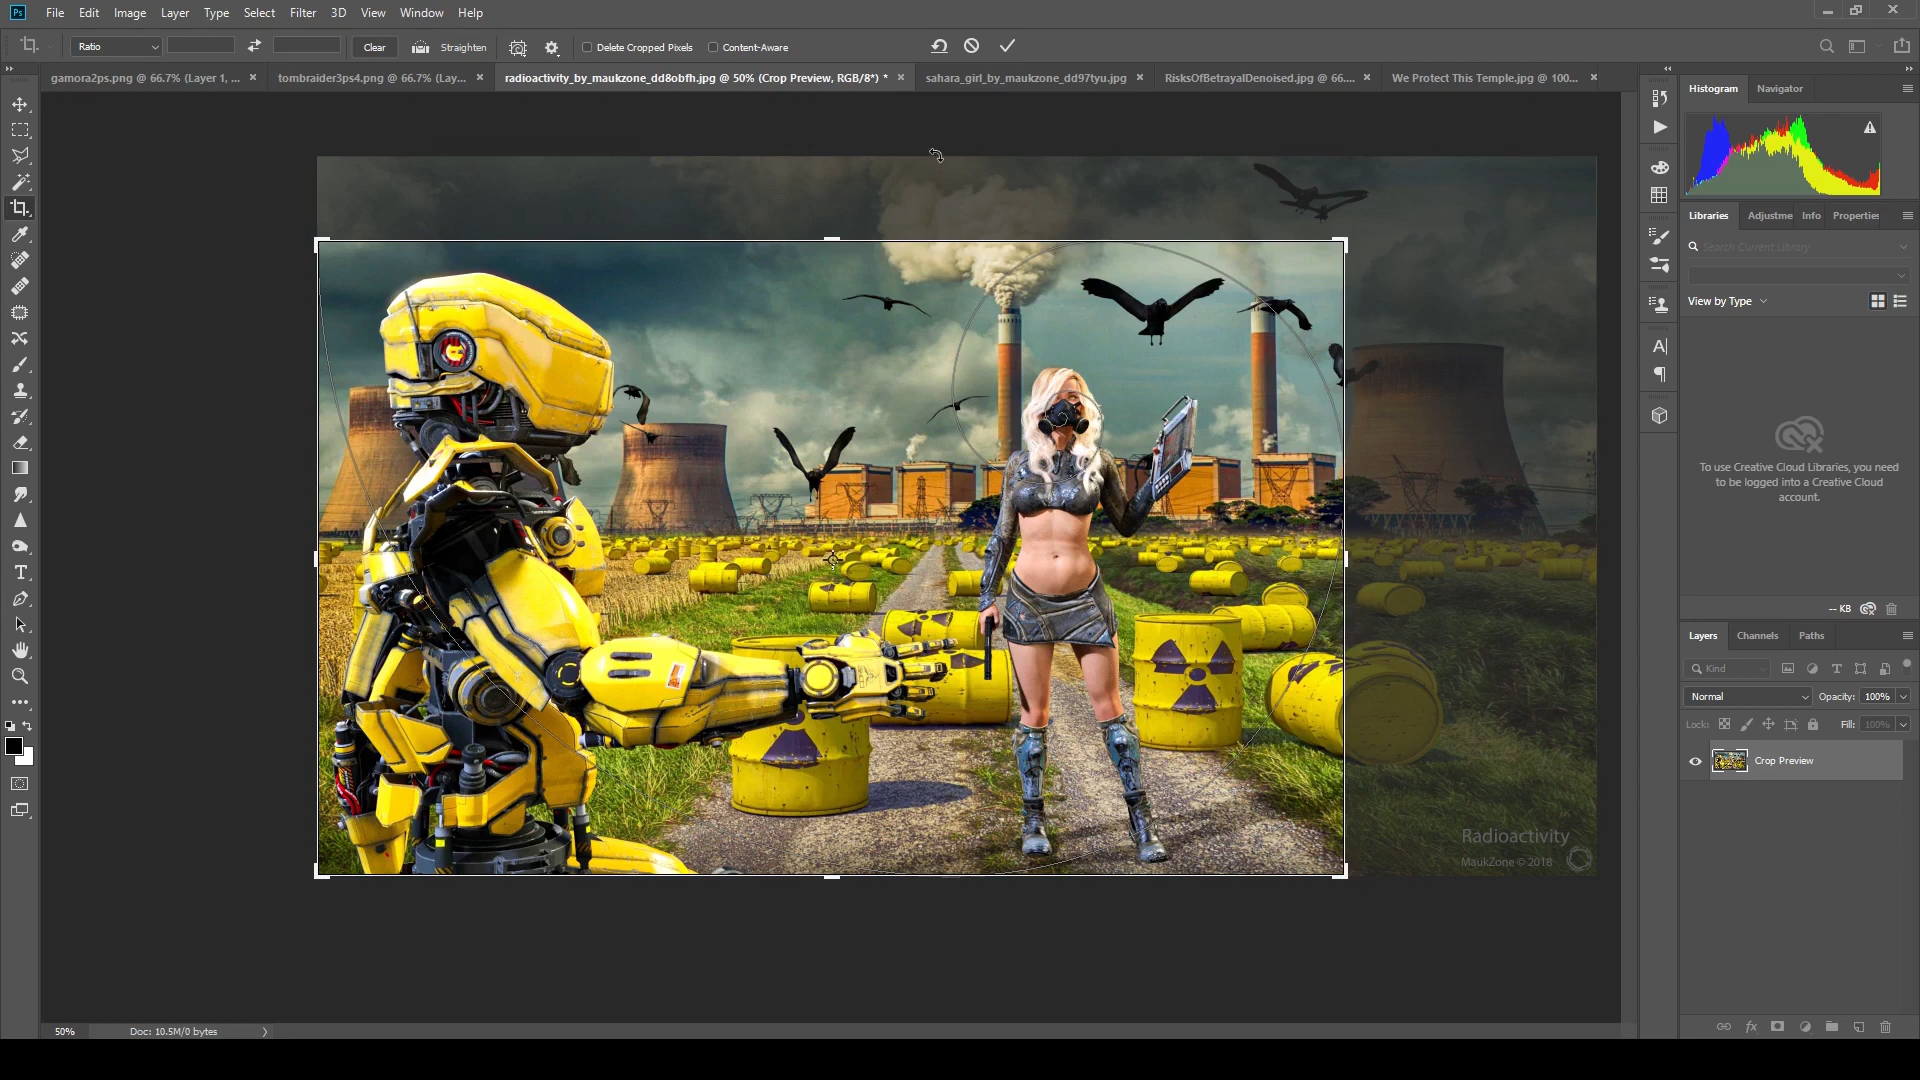 Ps File Edit Image Layer Type Select Filter 3D View Window Help
Ratio Clear Straighten Delete Cropped Pixels Content-Aware
gamora2ps.png @ 66.7% (Layer 1, ... tombraider3ps4.png @ 66.7% (Lay... radioactivity_by_maukzone_dd8obfh.jpg @ 50% (Crop Preview, RGB/8*) * sahara_girl_by_maukzone_dd97tyu.jpg RisksOfBetrayalDenoised.jpg @ 66.... We Protect This Temple.jpg @ 100...
Histogram Navigator
Libraries Adjustme Info Properties
Search Current Library
View by Type
To use Creative Cloud Libraries, you need
to be logged into a Creative Cloud
account.
-- KB
Layers Channels Paths
Kind
Normal Opacity: 100%
Lock: Fill: 100%
Crop Preview
Radioactivity
MaukZone © 2018
50% Doc: 10.5M/0 bytes